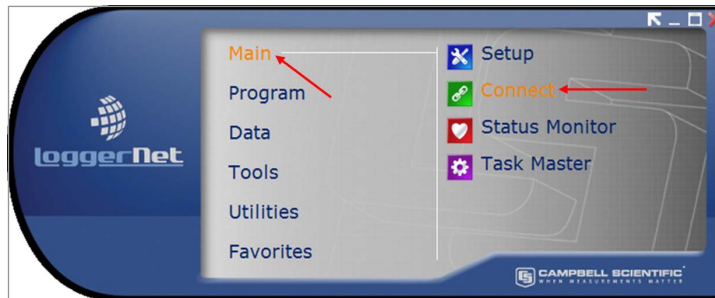 Main
Program
Data
Tools
Utilities
Favorites
Setup
Connect
Status Monitor
Task Master
LoggerNet
CAMPBELL SCIENTIFIC
WHEN MEASUREMENTS MATTER